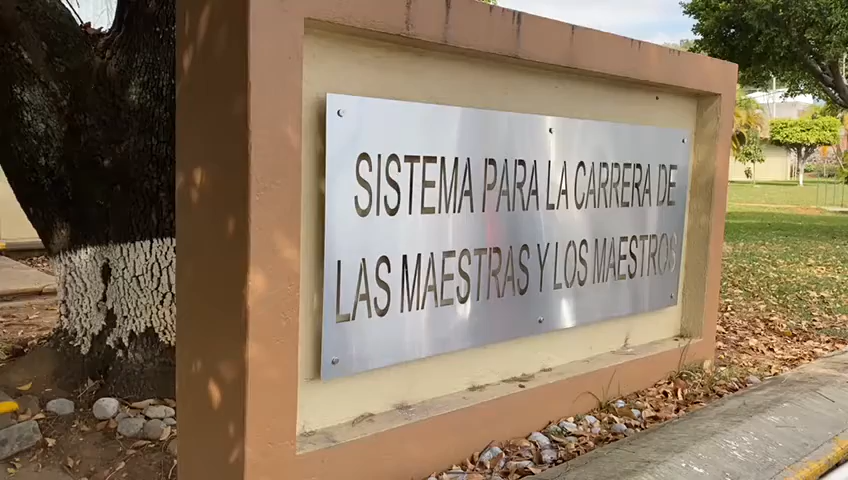 SISTEMA PARA LA CARRERA DE
LAS MAESTRAS Y LOS MAESTROS